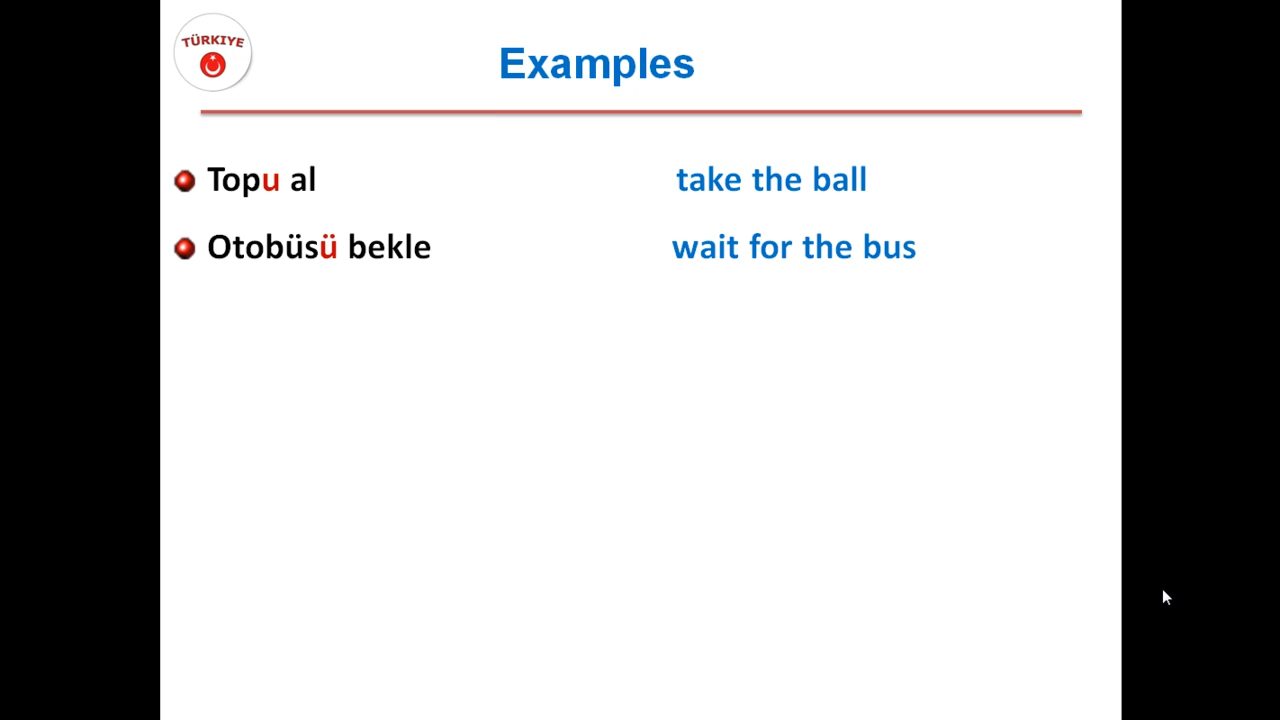 TÜRKIYE
Examples
Topu al take the ball
Otobüsü bekle wait for the bus